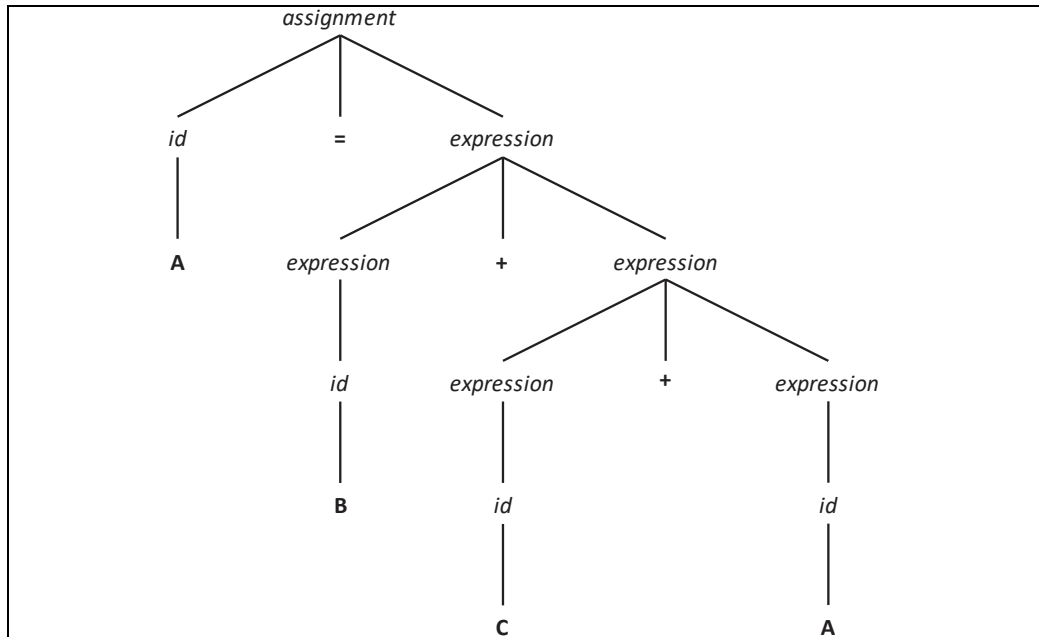 assignment
id = expression
A expression + expression
id expression + expression
B id id
C A